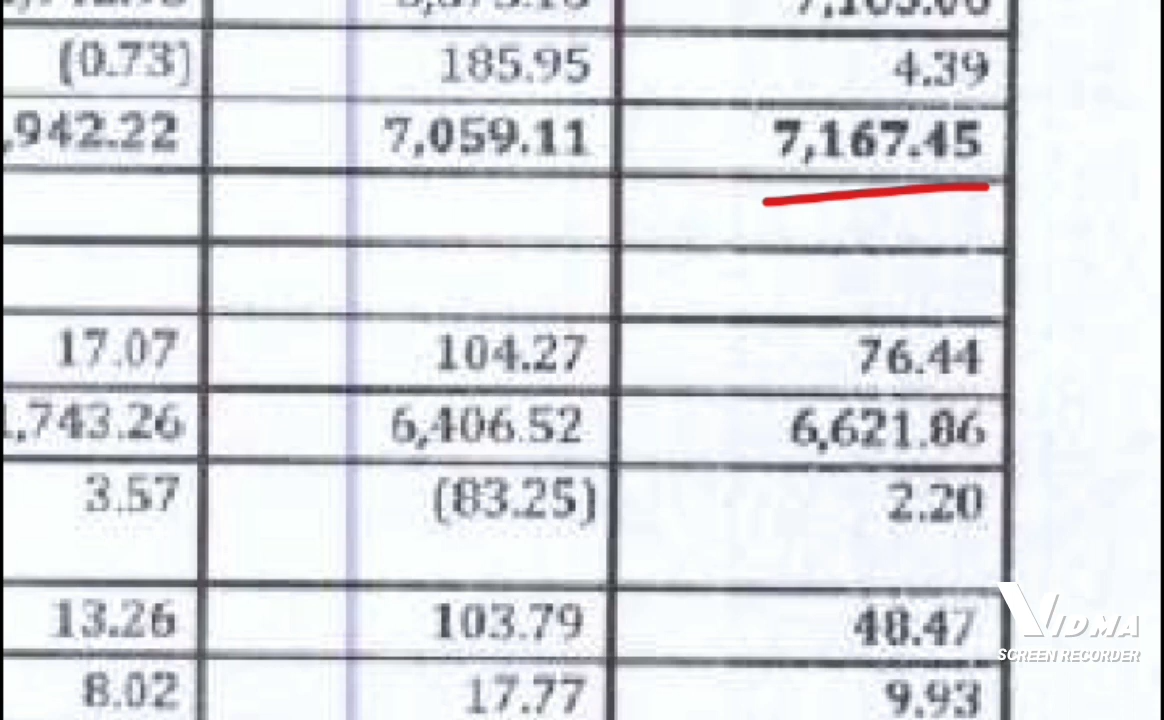 (0.73) 185.95 4.39
,942.22 7,059.11 7,167.45
17.07 104.27 76.44
,743.26 6,406.52 6,621.86
3.57 (83.25) 2.20
13.26 103.79 48.47
8.02 17.77 9.93
VIDMA
SCREEN RECORDER